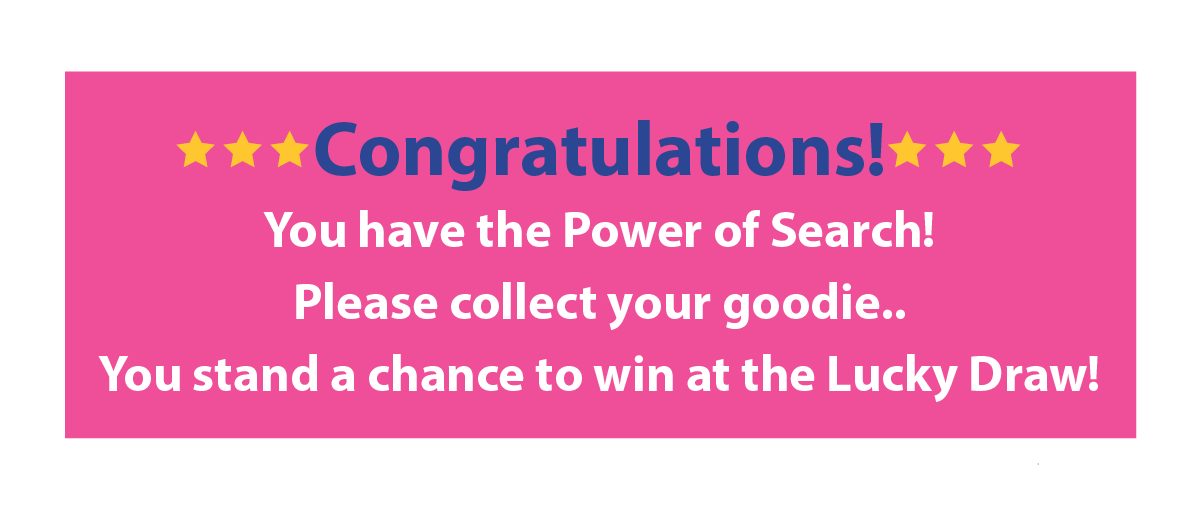 Congratulations!
You have the Power of Search!
Please collect your goodie..
You stand a chance to win at the Lucky Draw!